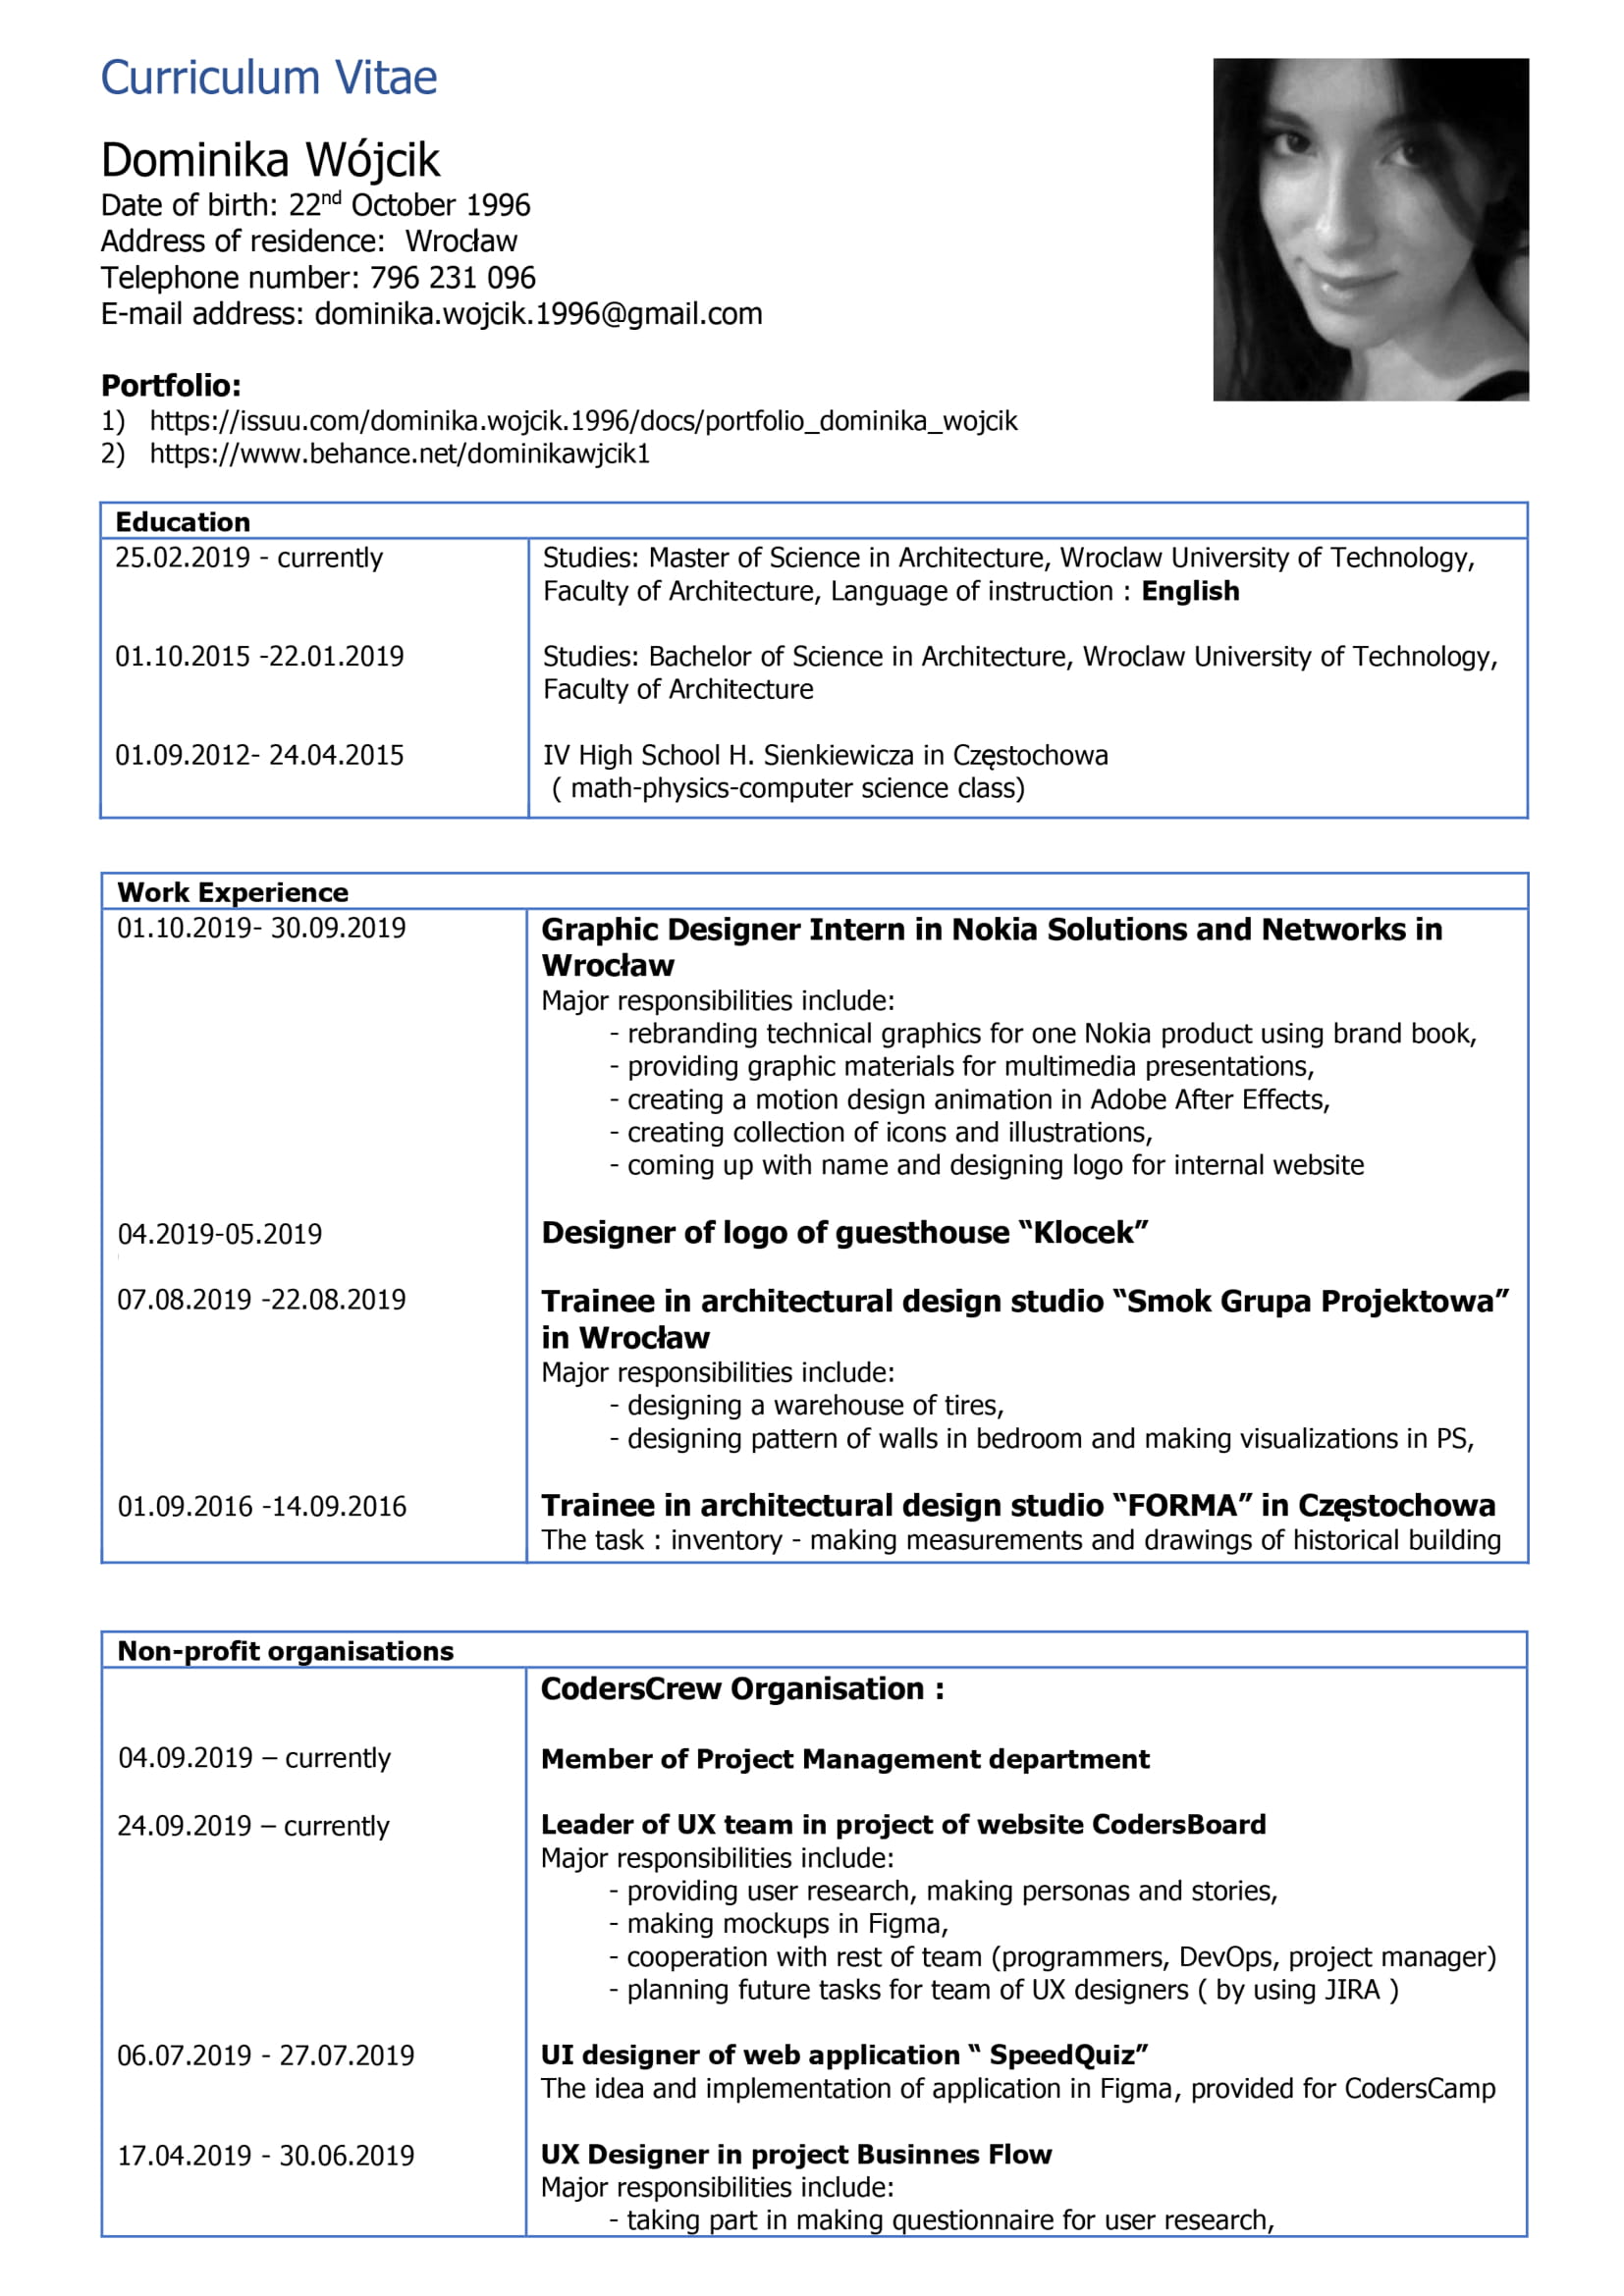 Curriculum Vitae
Dominika Wójcik
Date of birth: 22nd October 1996
Address of residence:  Wrocław
Telephone number: 796 231 096
E-mail address: dominika.wojcik.1996@gmail.com
Portfolio:
1) https://issuu.com/dominika.wojcik.1996/docs/portfolio_dominika_wojcik
2) https://www.behance.net/dominikawjcik1
Education
25.02.2019 - currently
Studies: Master of Science in Architecture, Wroclaw University of Technology,
Faculty of Architecture, Language of instruction : English
01.10.2015 -22.01.2019
Studies: Bachelor of Science in Architecture, Wroclaw University of Technology,
Faculty of Architecture
01.09.2012- 24.04.2015
IV High School H. Sienkiewicza in Częstochowa
( math-physics-computer science class)
Work Experience
01.10.2019- 30.09.2019
Graphic Designer Intern in Nokia Solutions and Networks in
Wrocław
Major responsibilities include:
- rebranding technical graphics for one Nokia product using brand book,
- providing graphic materials for multimedia presentations,
- creating a motion design animation in Adobe After Effects,
- creating collection of icons and illustrations,
- coming up with name and designing logo for internal website
04.2019-05.2019
Designer of logo of guesthouse “Klocek”
07.08.2019 -22.08.2019
Trainee in architectural design studio “Smok Grupa Projektowa”
in Wrocław
Major responsibilities include:
- designing a warehouse of tires,
- designing pattern of walls in bedroom and making visualizations in PS,
01.09.2016 -14.09.2016
Trainee in architectural design studio “FORMA” in Częstochowa
The task : inventory - making measurements and drawings of historical building
Non-profit organisations
CodersCrew Organisation :
04.09.2019 – currently
Member of Project Management department
24.09.2019 – currently
Leader of UX team in project of website CodersBoard
Major responsibilities include:
- providing user research, making personas and stories,
- making mockups in Figma,
- cooperation with rest of team (programmers, DevOps, project manager)
- planning future tasks for team of UX designers ( by using JIRA )
06.07.2019 - 27.07.2019
UI designer of web application “ SpeedQuiz”
The idea and implementation of application in Figma, provided for CodersCamp
17.04.2019 - 30.06.2019
UX Designer in project Businnes Flow
Major responsibilities include:
- taking part in making questionnaire for user research,